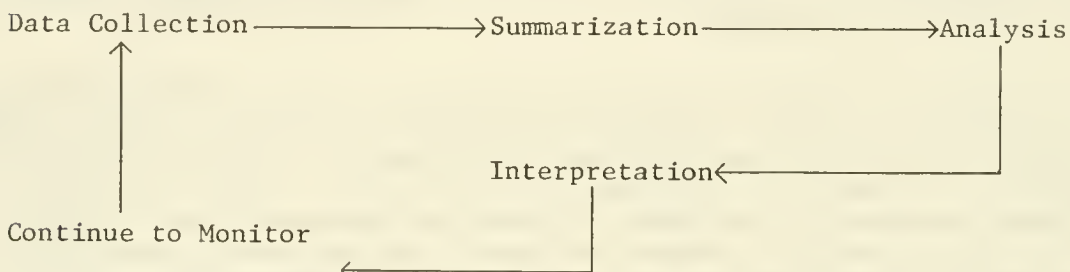 Data Collection Summarization Analysis
Interpretation
Continue to Monitor